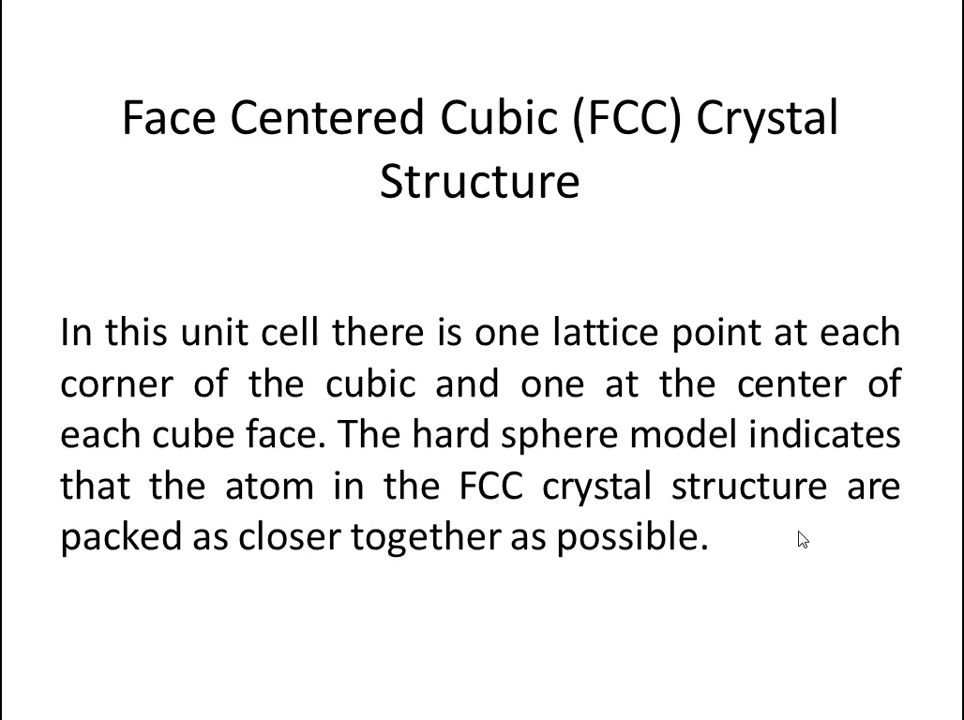 Face Centered Cubic (FCC) Crystal
Structure
In this unit cell there is one lattice point at each
corner of the cubic and one at the center of
each cube face. The hard sphere model indicates
that the atom in the FCC crystal structure are
packed as closer together as possible.